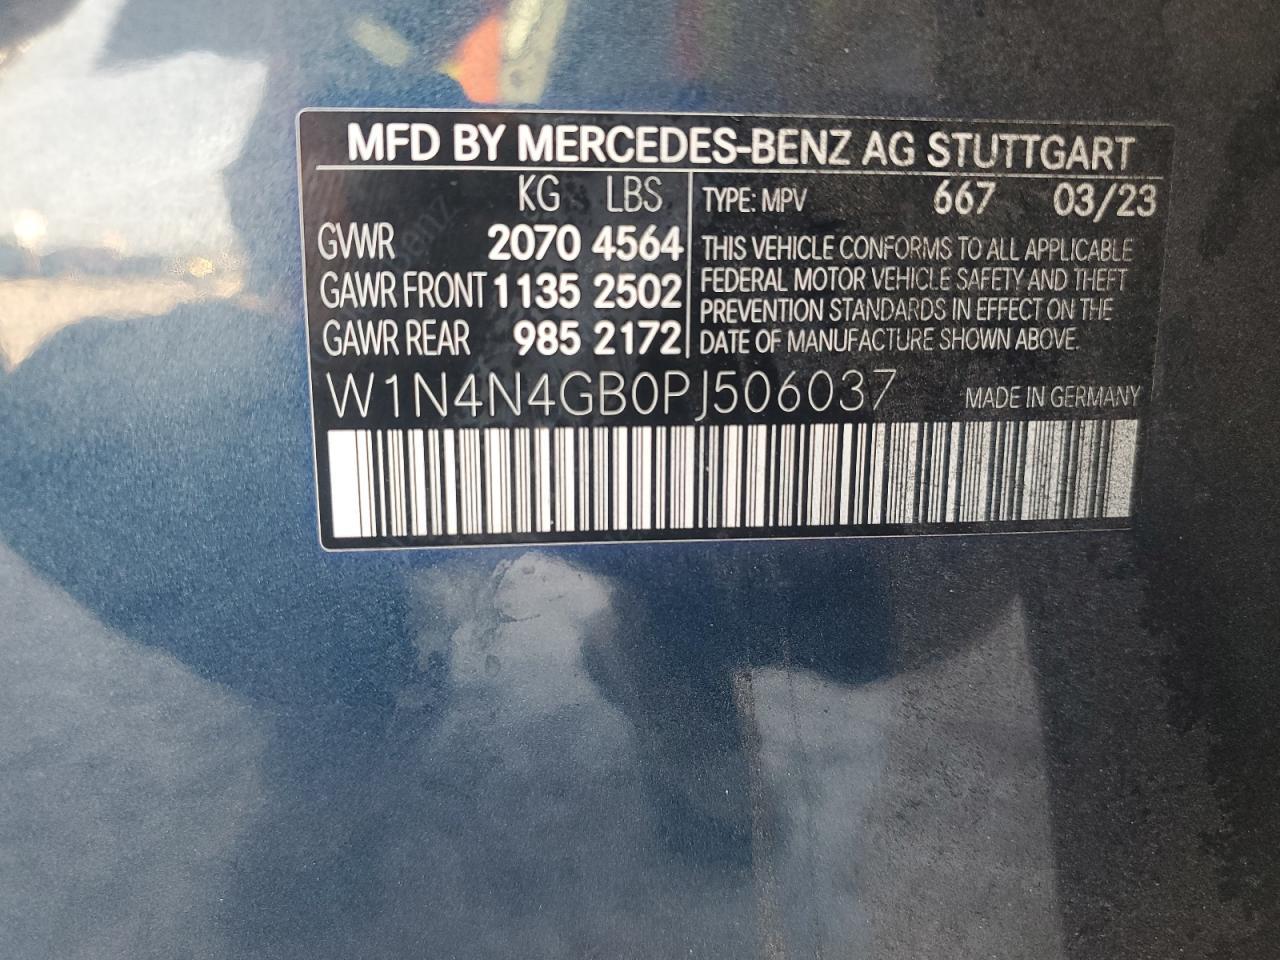 MFD BY MERCEDES-BENZ AG STUTTGART
KG LBS
GVWR 2070 4564
GAWR FRONT 1135 2502
GAWR REAR 985 2172
TYPE: MPV 667 03/23
THIS VEHICLE CONFORMS TO ALL APPLICABLE
FEDERAL MOTOR VEHICLE SAFETY AND THEFT
PREVENTION STANDARDS IN EFFECT ON THE
DATE OF MANUFACTURE SHOWN ABOVE.
W1N4N4GB0PJ506037 MADE IN GERMANY